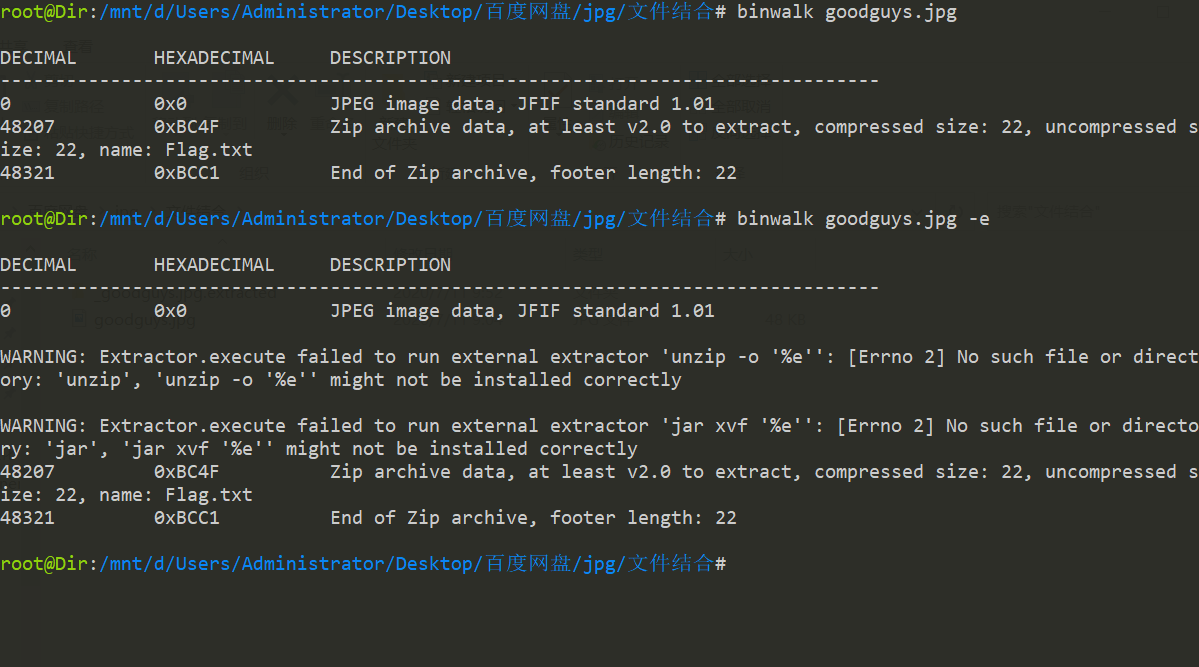 root@Dir:/mnt/d/Users/Administrator/Desktop/百度网盘/jpg/文件结合# binwalk goodguys.jpg
DECIMAL       HEXADECIMAL     DESCRIPTION
--------------------------------------------------------------------------------
0             0x0             JPEG image data, JFIF standard 1.01
48207         0xBC4F          Zip archive data, at least v2.0 to extract, compressed size: 22, uncompressed s
ize: 22, name: Flag.txt
48321         0xBCC1          End of Zip archive, footer length: 22
root@Dir:/mnt/d/Users/Administrator/Desktop/百度网盘/jpg/文件结合# binwalk goodguys.jpg -e
DECIMAL       HEXADECIMAL     DESCRIPTION
--------------------------------------------------------------------------------
0             0x0             JPEG image data, JFIF standard 1.01
WARNING: Extractor.execute failed to run external extractor 'unzip -o '%e'': [Errno 2] No such file or direct
ory: 'unzip', 'unzip -o '%e'' might not be installed correctly
WARNING: Extractor.execute failed to run external extractor 'jar xvf '%e'': [Errno 2] No such file or directo
ry: 'jar', 'jar xvf '%e'' might not be installed correctly
48207         0xBC4F          Zip archive data, at least v2.0 to extract, compressed size: 22, uncompressed s
ize: 22, name: Flag.txt
48321         0xBCC1          End of Zip archive, footer length: 22
root@Dir:/mnt/d/Users/Administrator/Desktop/百度网盘/jpg/文件结合#